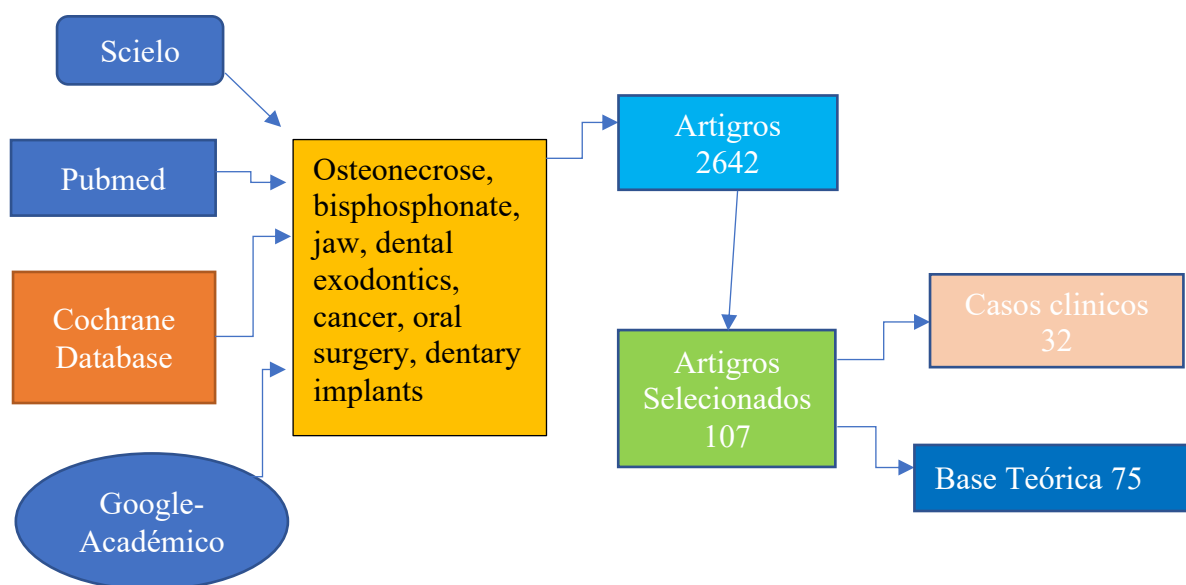 Scielo
Pubmed
Cochrane
Database
Google-
Académico
Osteonecrose,
bisphosphonate,
jaw, dental
exodontics,
cancer, oral
surgery, dentary
implants
Artigros
2642
Artigros
Selecionados
107
Casos clinicos
32
Base Teórica 75